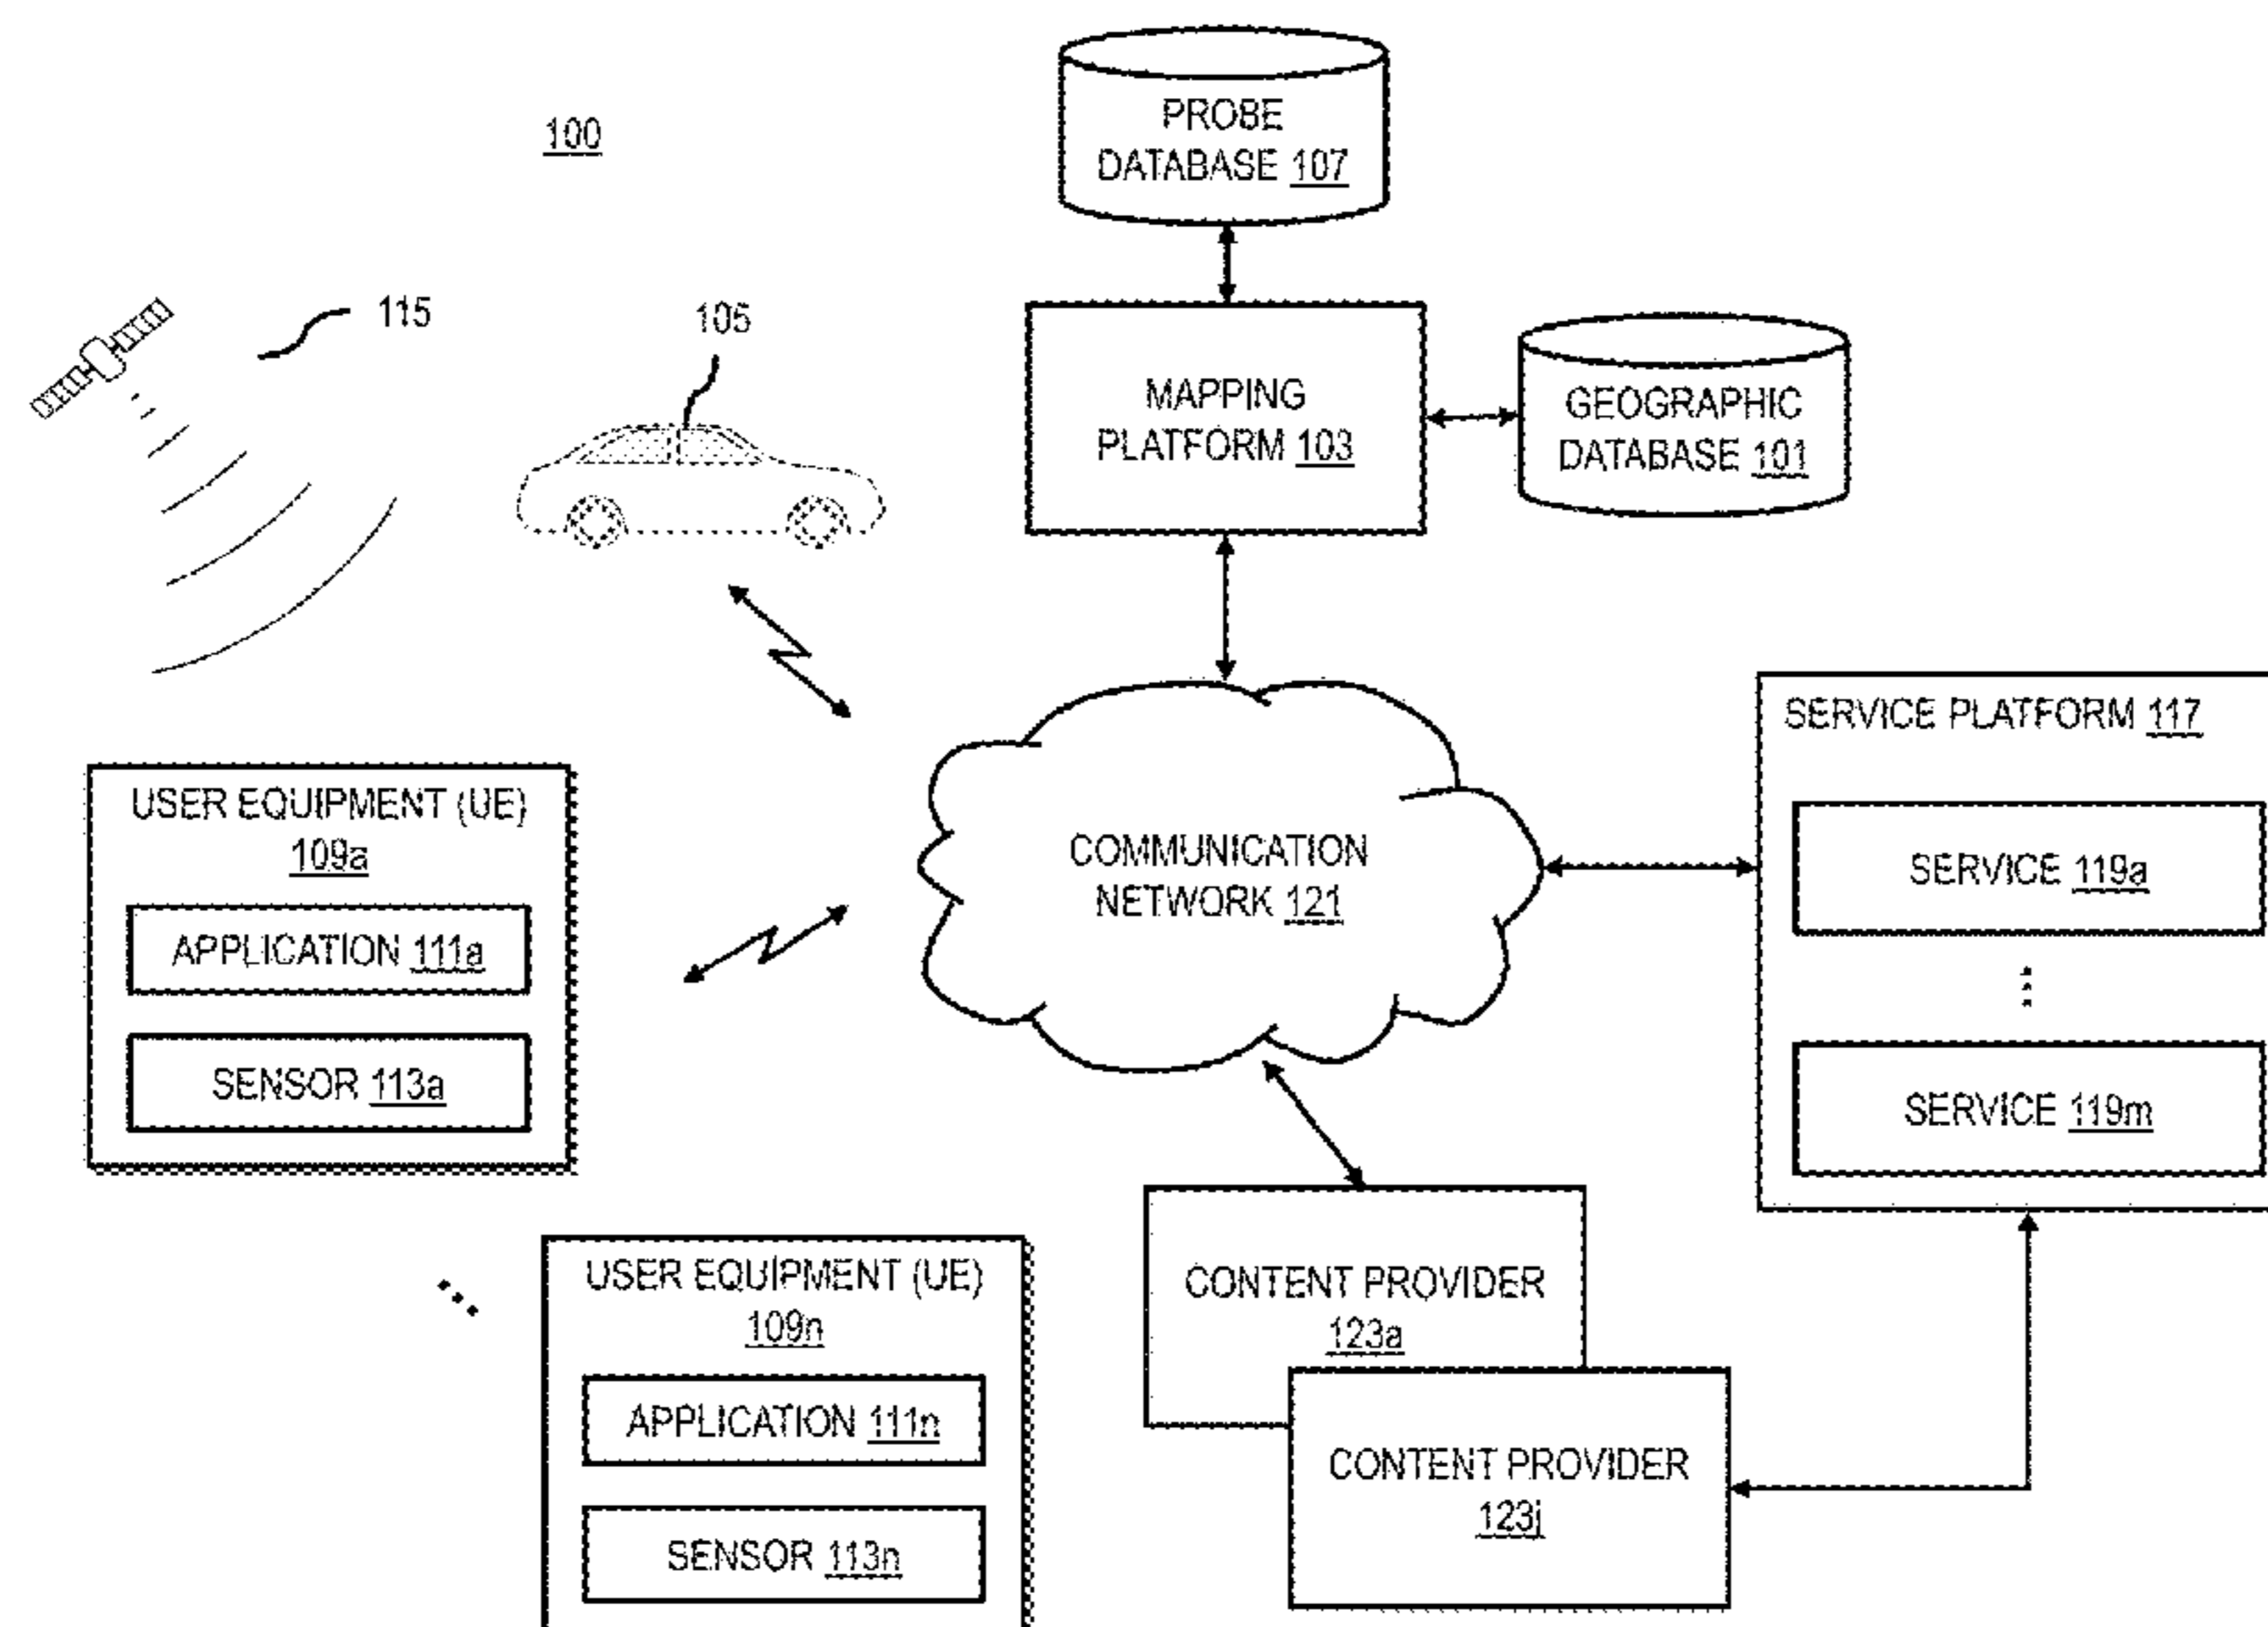 100
PROBE
DATABASE 107
115
105
MAPPING
PLATFORM 103
GEOGRAPHIC
DATABASE 101
SERVICE PLATFORM 117
USER EQUIPMENT (UE)
109a
COMMUNICATION
NETWORK 121
SERVICE 119a
APPLICATION 111a
SENSOR 113a
SERVICE 119m
USER EQUIPMENT (UE)
109n
CONTENT PROVIDER
123a
APPLICATION 111n
CONTENT PROVIDER
123j
SENSOR 113n